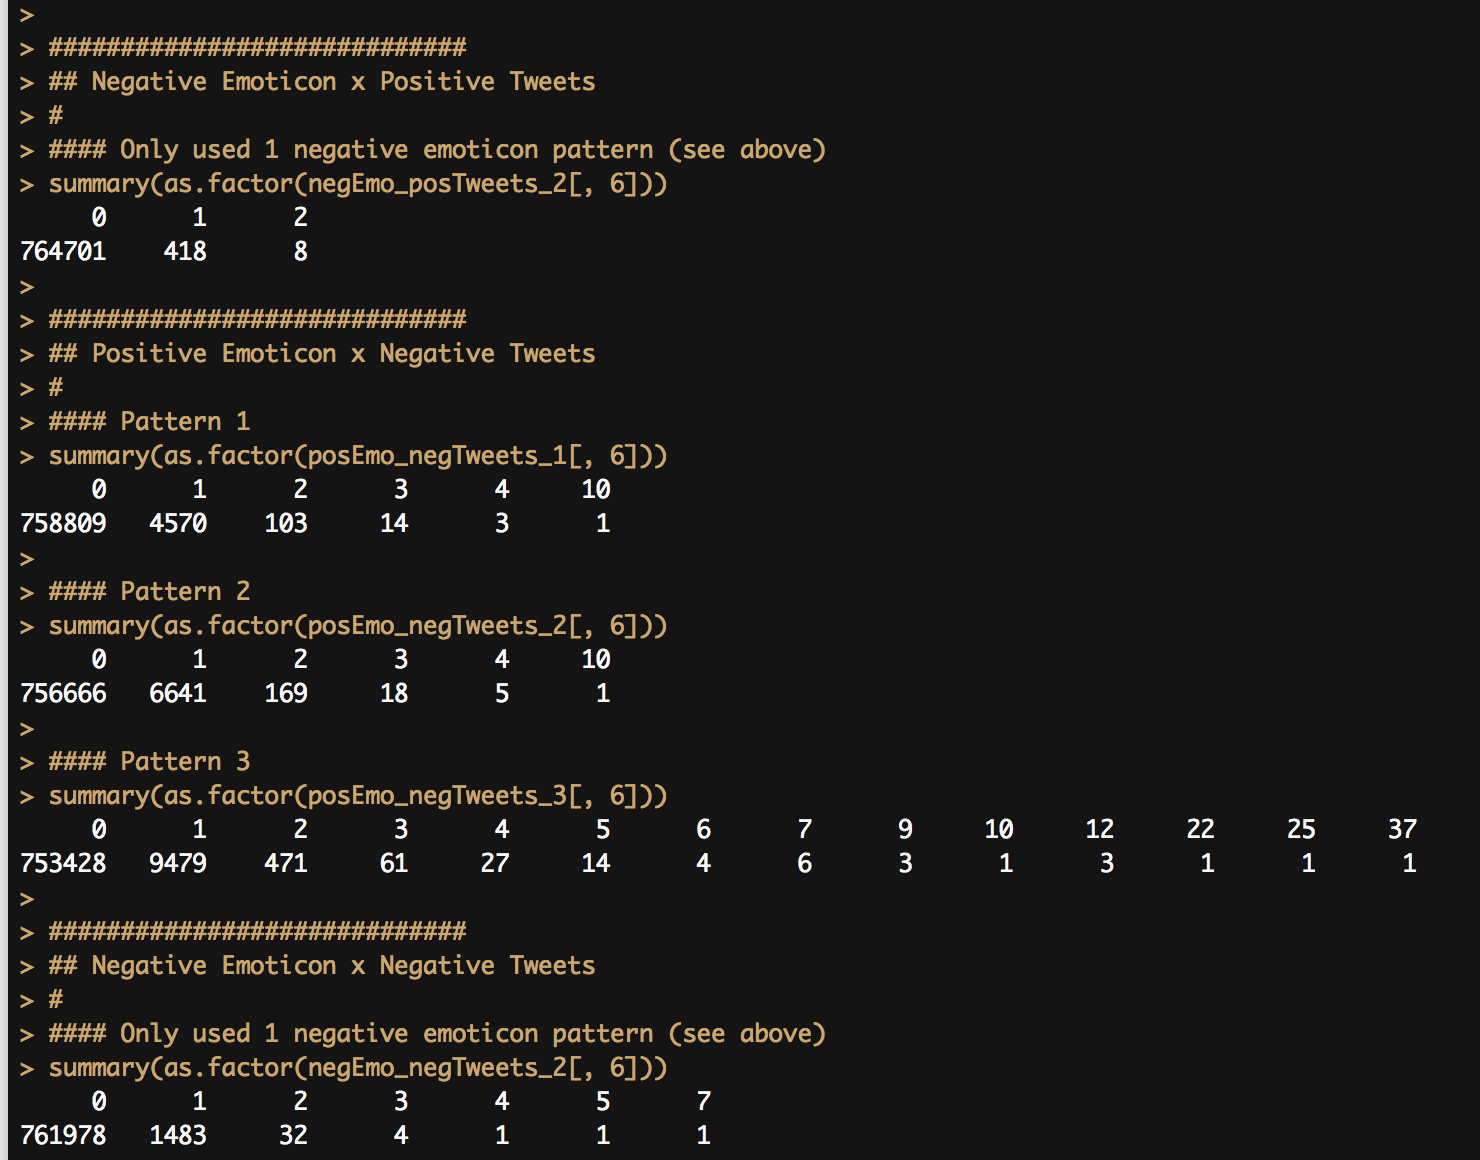 >
> #############################
> ## Negative Emoticon x Positive Tweets
> #
> #### Only used 1 negative emoticon pattern (see above)
> summary(as.factor(negEmo_posTweets_2[, 6]))
     0      1      2
764701    418      8
>
> #############################
> ## Positive Emoticon x Negative Tweets
> #
> #### Pattern 1
> summary(as.factor(posEmo_negTweets_1[, 6]))
     0      1      2      3      4     10
758809   4570    103     14      3      1
>
> #### Pattern 2
> summary(as.factor(posEmo_negTweets_2[, 6]))
     0      1      2      3      4     10
756666   6641    169     18      5      1
>
> #### Pattern 3
> summary(as.factor(posEmo_negTweets_3[, 6]))
     0      1      2      3      4      5      6      7      9     10     12     22     25     37
753428   9479    471     61     27     14      4      6      3      1      3      1      1      1
>
> #############################
> ## Negative Emoticon x Negative Tweets
> #
> #### Only used 1 negative emoticon pattern (see above)
> summary(as.factor(negEmo_negTweets_2[, 6]))
     0      1      2      3      4      5      7
761978   1483     32      4      1      1      1